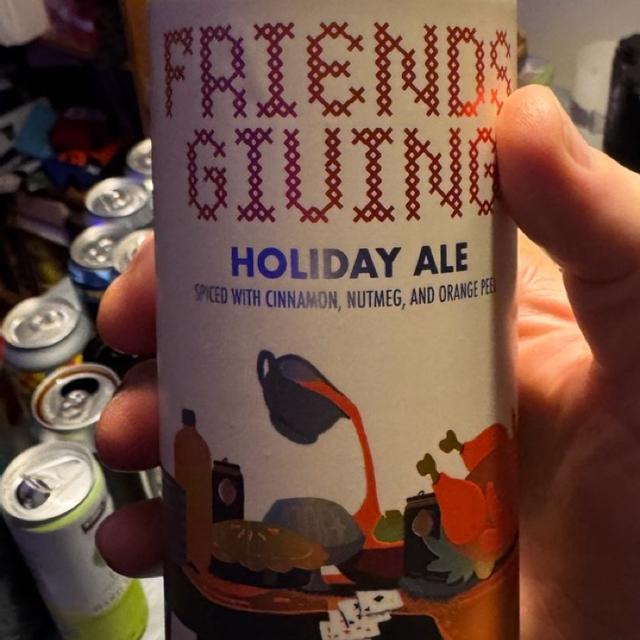 FRIENDS
GIVING
HOLIDAY ALE
SPICED WITH CINNAMON, NUTMEG, AND ORANGE PEEL